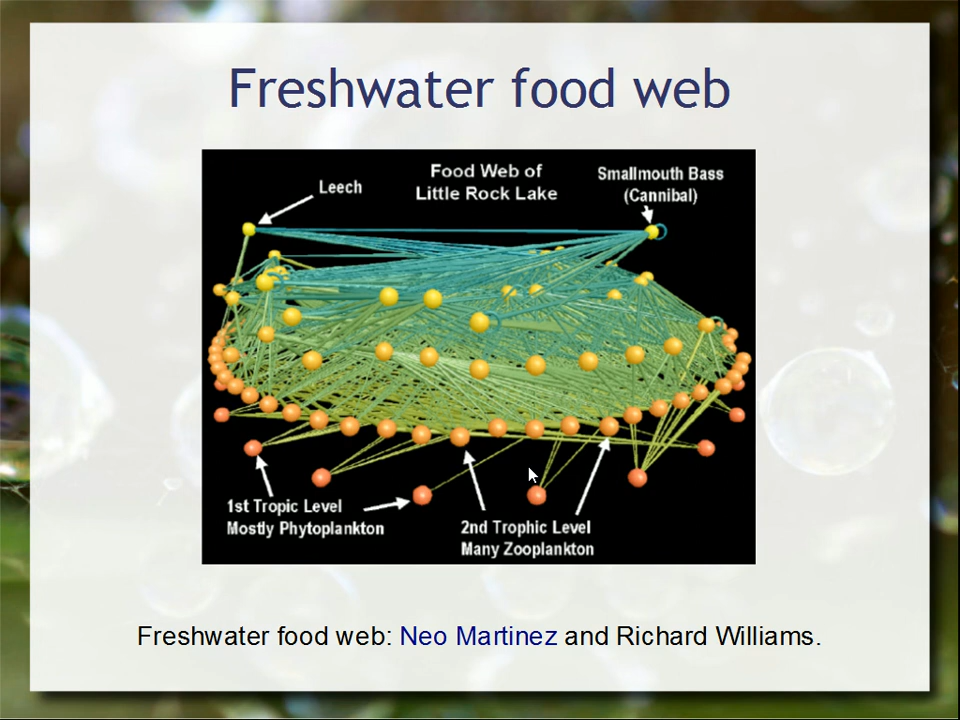 Freshwater food web
Food Web of
Little Rock Lake
Leech
Smallmouth Bass
(Cannibal)
1st Tropic Level
Mostly Phytoplankton
2nd Trophic Level
Many Zooplankton
Freshwater food web: Neo Martinez and Richard Williams.